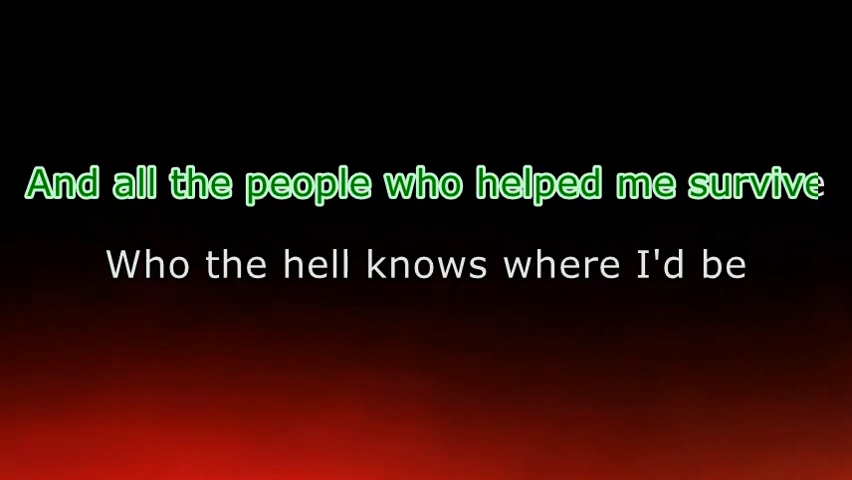 And all the people who helped me survive
Who the hell knows where I'd be